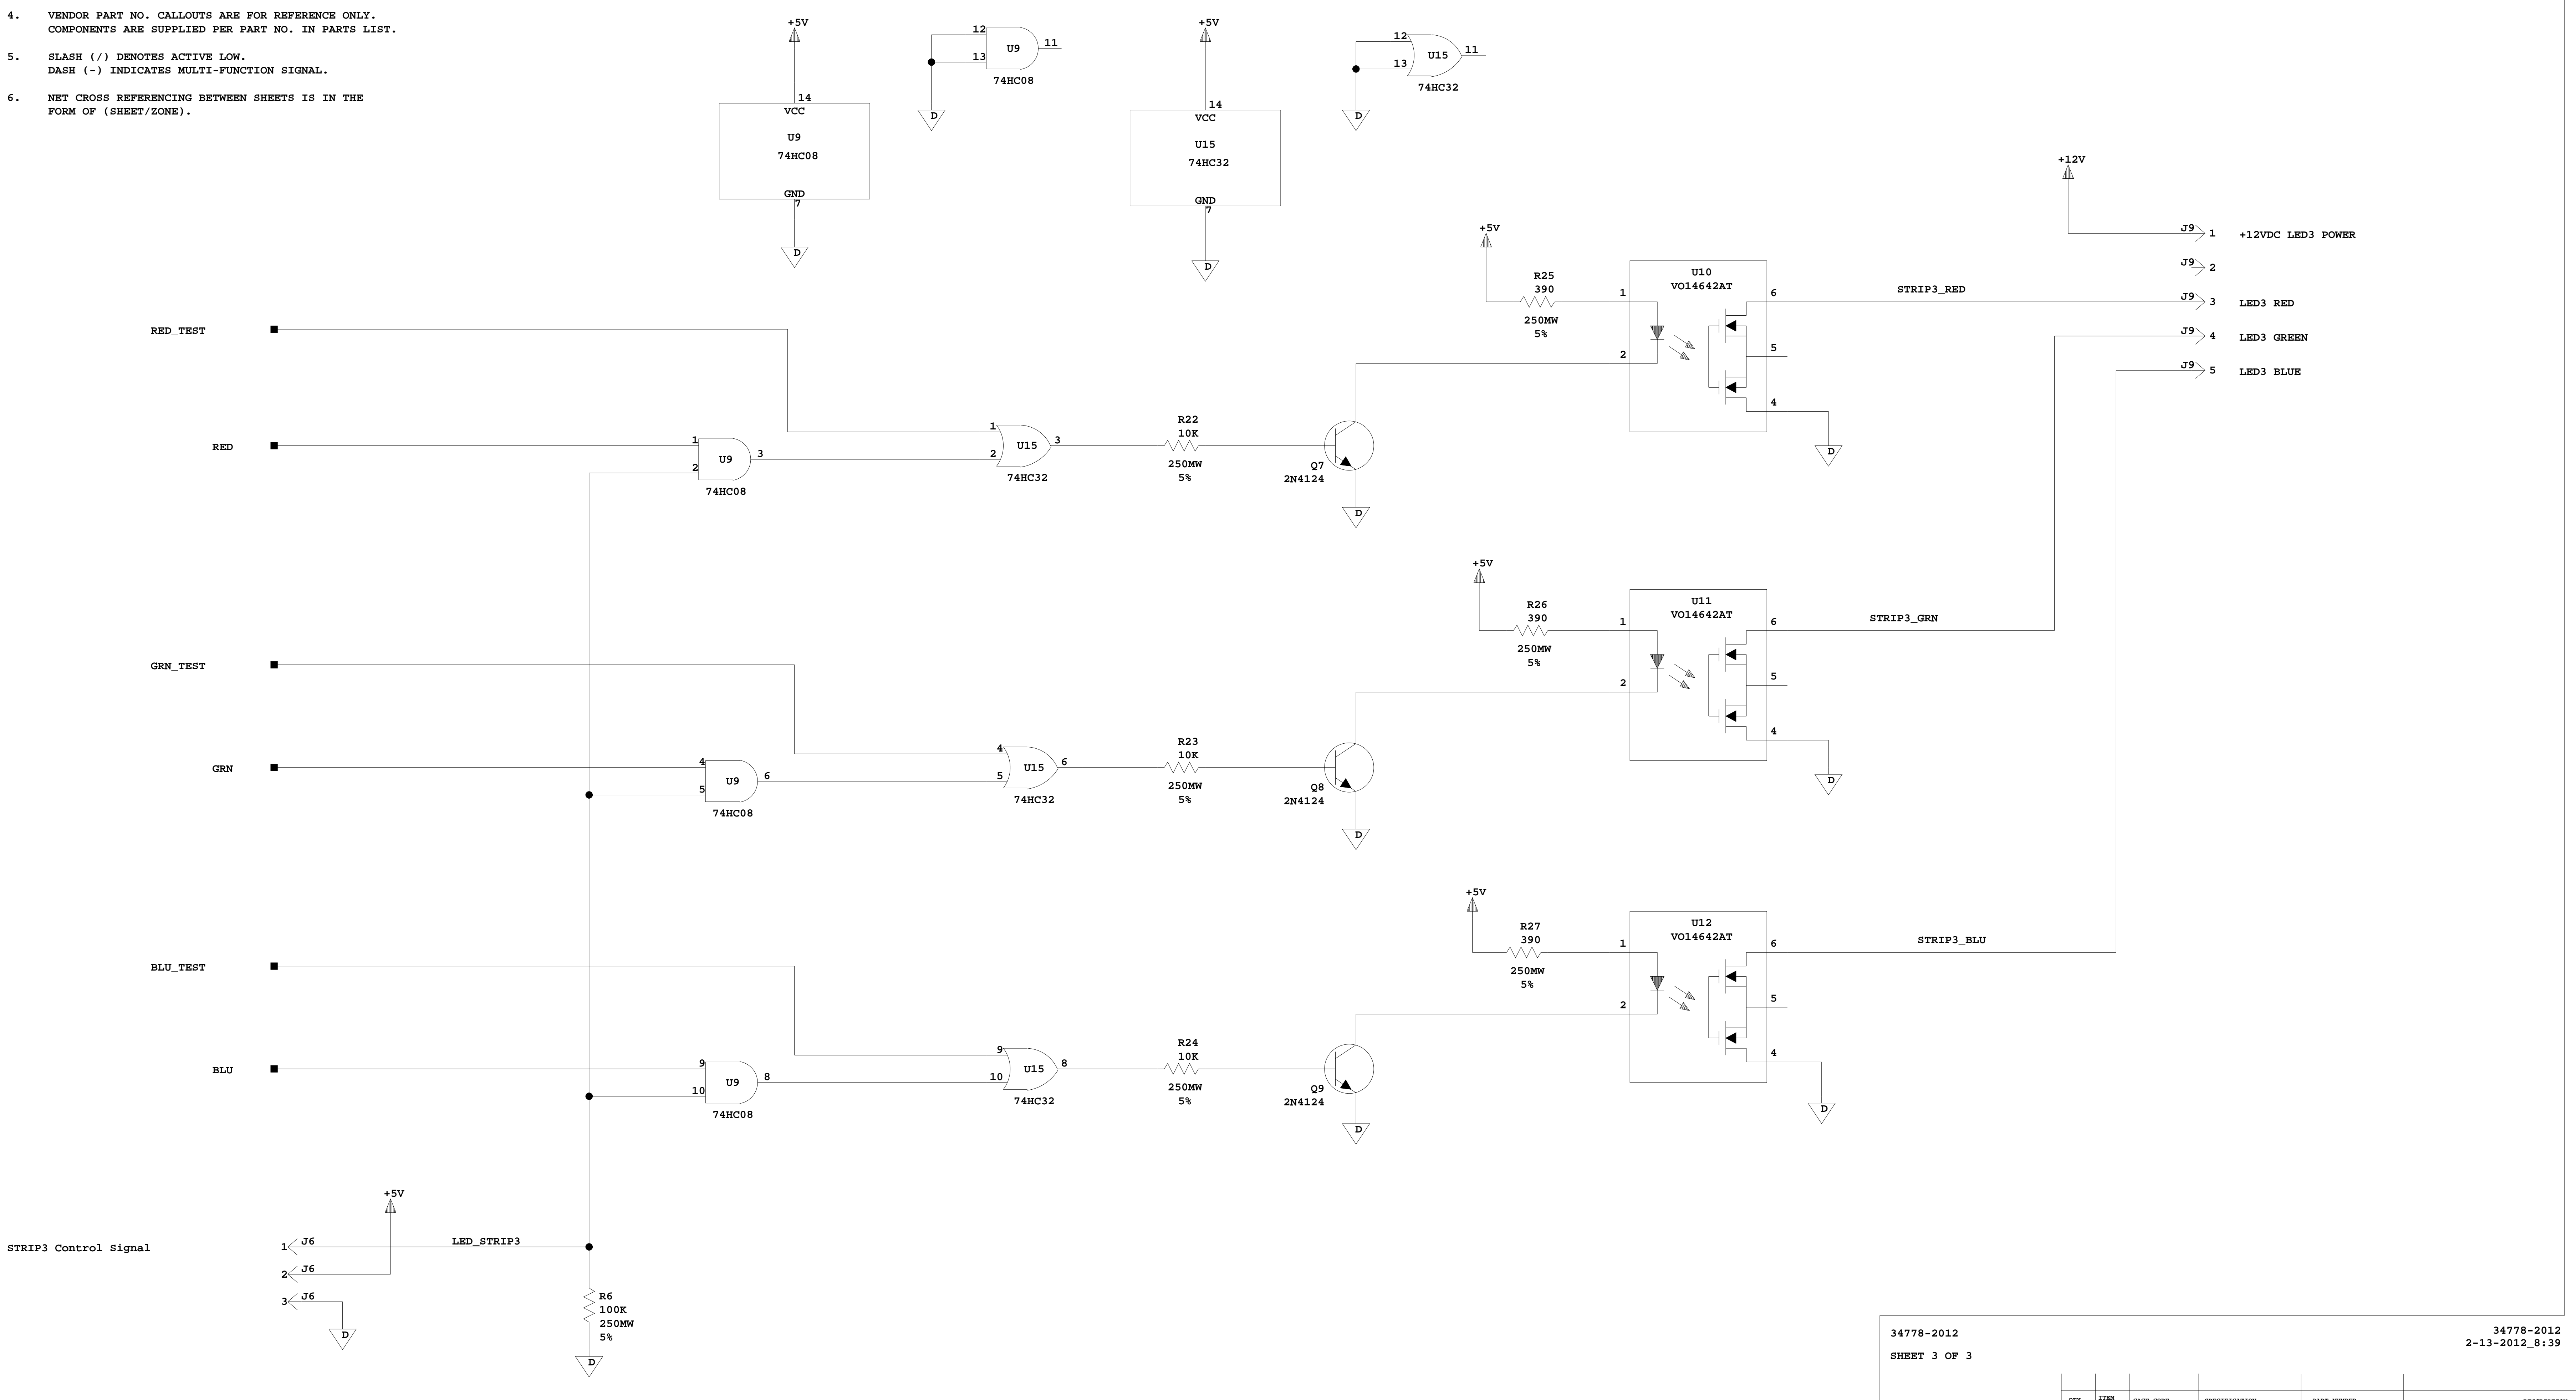 4. VENDOR PART NO. CALLOUTS ARE FOR REFERENCE ONLY.
COMPONENTS ARE SUPPLIED PER PART NO. IN PARTS LIST.
5. SLASH (/) DENOTES ACTIVE LOW.
DASH (-) INDICATES MULTI-FUNCTION SIGNAL.
6. NET CROSS REFERENCING BETWEEN SHEETS IS IN THE
FORM OF (SHEET/ZONE).
+5V
14
VCC
U9
74HC08
GND
7
D
12
13
U9
11
74HC08
D
+5V
14
VCC
U15
74HC32
GND
7
D
12
13
U15
11
74HC32
D
+12V
J9 1 +12VDC LED3 POWER
J9 2
J9 3 LED3 RED
J9 4 LED3 GREEN
J9 5 LED3 BLUE
RED_TEST
RED
1
2
U9
3
74HC08
1
2
U15
3
74HC32
R22
10K
250MW
5%
Q7
2N4124
D
+5V
R25
390
250MW
5%
U10
VO14642AT
1
2
6
5
4
STRIP3_RED
D
GRN_TEST
GRN
4
5
U9
6
74HC08
4
5
U15
6
74HC32
R23
10K
250MW
5%
Q8
2N4124
D
+5V
R26
390
250MW
5%
U11
VO14642AT
1
2
6
5
4
STRIP3_GRN
D
BLU_TEST
BLU
9
10
U9
8
74HC08
9
10
U15
8
74HC32
R24
10K
250MW
5%
Q9
2N4124
D
+5V
R27
390
250MW
5%
U12
VO14642AT
1
2
6
5
4
STRIP3_BLU
D
+5V
STRIP3 Control Signal
1 J6
LED_STRIP3
2 J6
3 J6
D
R6
100K
250MW
5%
D
34778-2012
34778-2012
2-13-2012_8:39
SHEET 3 OF 3
ITEM